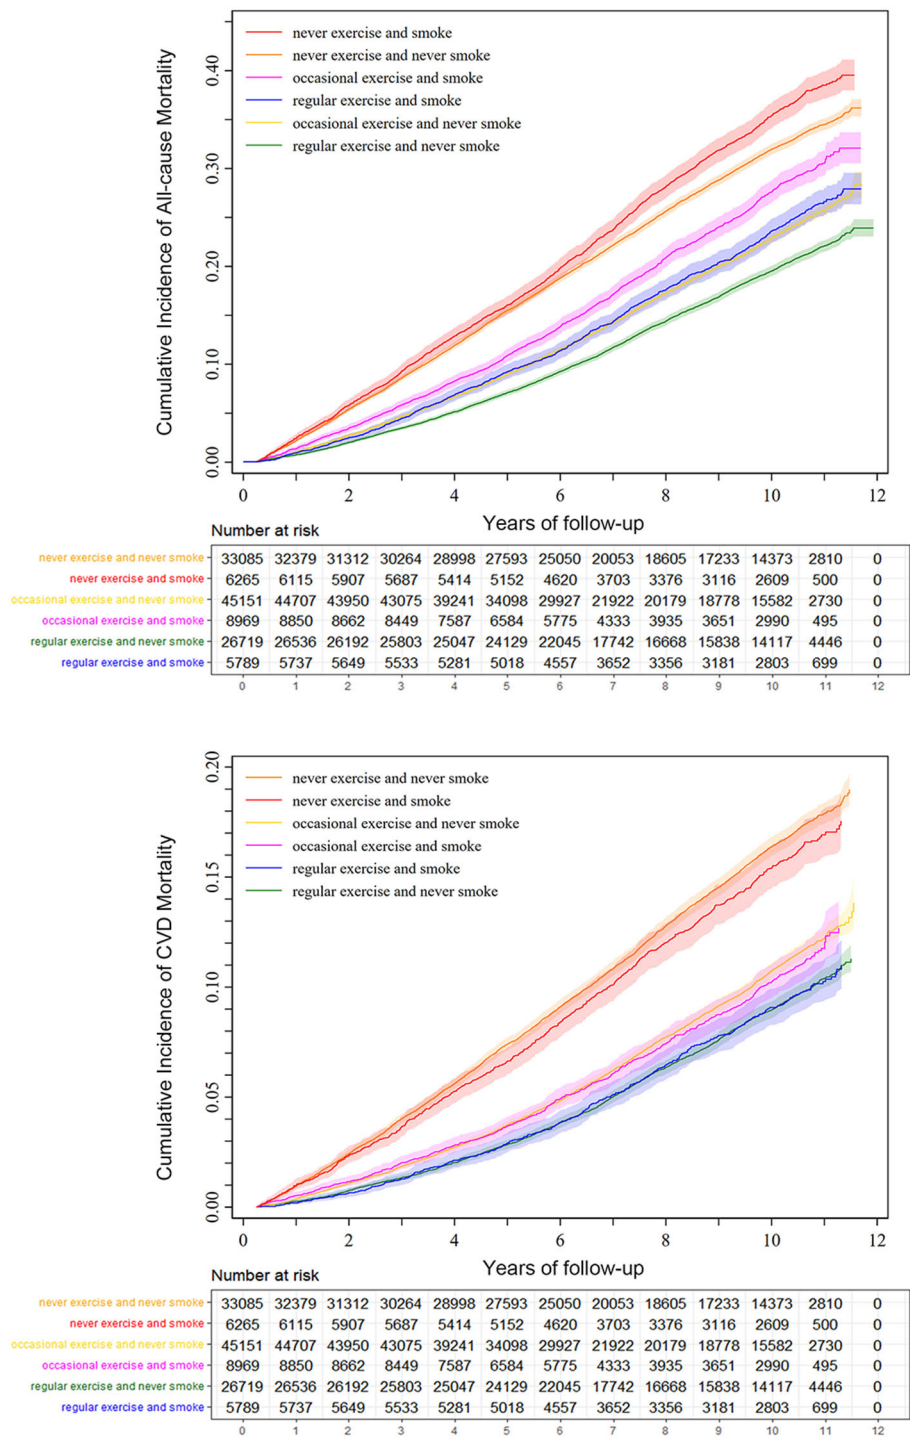 never exercise and smoke
never exercise and never smoke
occasional exercise and smoke
regular exercise and smoke
occasional exercise and never smoke
regular exercise and never smoke
Cumulative Incidence of All-cause Mortality
0.40
0.30
0.20
0.10
0.00
0 2 4 6 8 10 12
Years of follow-up
Number at risk
never exercise and never smoke 33085 32379 31312 30264 28998 27593 25050 20053 18605 17233 14373 2810 0
never exercise and smoke 6265 6115 5907 5687 5414 5152 4620 3703 3376 3116 2609 500 0
occasional exercise and never smoke 45151 44707 43950 43075 39241 34098 29927 21922 20179 18778 15582 2730 0
occasional exercise and smoke 8969 8850 8662 8449 7587 6584 5775 4333 3935 3651 2990 495 0
regular exercise and never smoke 26719 26536 26192 25803 25047 24129 22045 17742 16668 15838 14117 4446 0
regular exercise and smoke 5789 5737 5649 5533 5281 5018 4557 3652 3356 3181 2803 699 0
0 1 2 3 4 5 6 7 8 9 10 11 12
never exercise and never smoke
never exercise and smoke
occasional exercise and never smoke
occasional exercise and smoke
regular exercise and smoke
regular exercise and never smoke
Cumulative Incidence of CVD Mortality
0.20
0.15
0.10
0.05
0.00
0 2 4 6 8 10 12
Years of follow-up
Number at risk
never exercise and never smoke 33085 32379 31312 30264 28998 27593 25050 20053 18605 17233 14373 2810 0
never exercise and smoke 6265 6115 5907 5687 5414 5152 4620 3703 3376 3116 2609 500 0
occasional exercise and never smoke 45151 44707 43950 43075 39241 34098 29927 21922 20179 18778 15582 2730 0
occasional exercise and smoke 8969 8850 8662 8449 7587 6584 5775 4333 3935 3651 2990 495 0
regular exercise and never smoke 26719 26536 26192 25803 25047 24129 22045 17742 16668 15838 14117 4446 0
regular exercise and smoke 5789 5737 5649 5533 5281 5018 4557 3652 3356 3181 2803 699 0
0 1 2 3 4 5 6 7 8 9 10 11 12